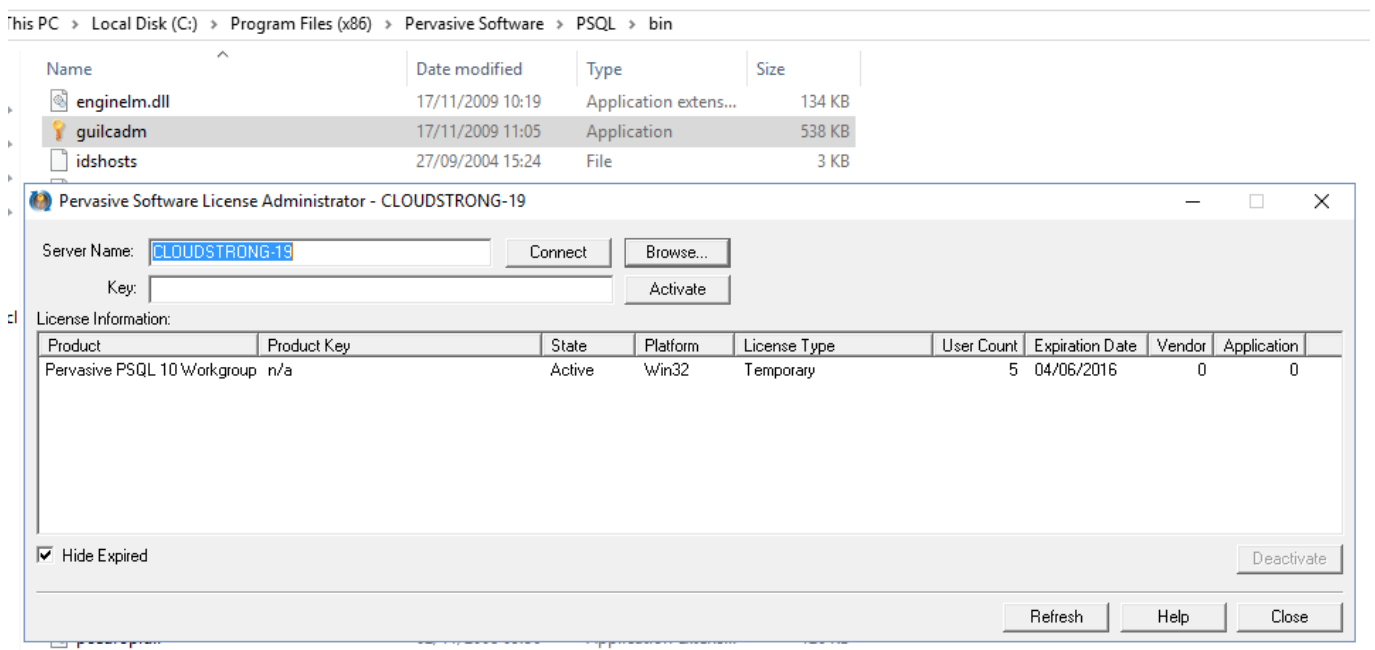 This PC > Local Disk (C:) > Program Files (x86) > Pervasive Software > PSQL > bin
Name Date modified Type Size
enginelm.dll 17/11/2009 10:19 Application extens... 134 KB
guilcadm 17/11/2009 11:05 Application 538 KB
idshosts 27/09/2004 15:24 File 3 KB
Pervasive Software License Administrator - CLOUDSTRONG-19
Server Name: CLOUDSTRONG-19 Connect Browse...
Key: Activate
cl
License Information:
Product Product Key State Platform License Type User Count Expiration Date Vendor Application
Pervasive PSQL 10 Workgroup n/a Active Win32 Temporary 5 04/06/2016 0 0
Hide Expired
Deactivate
Refresh Help Close